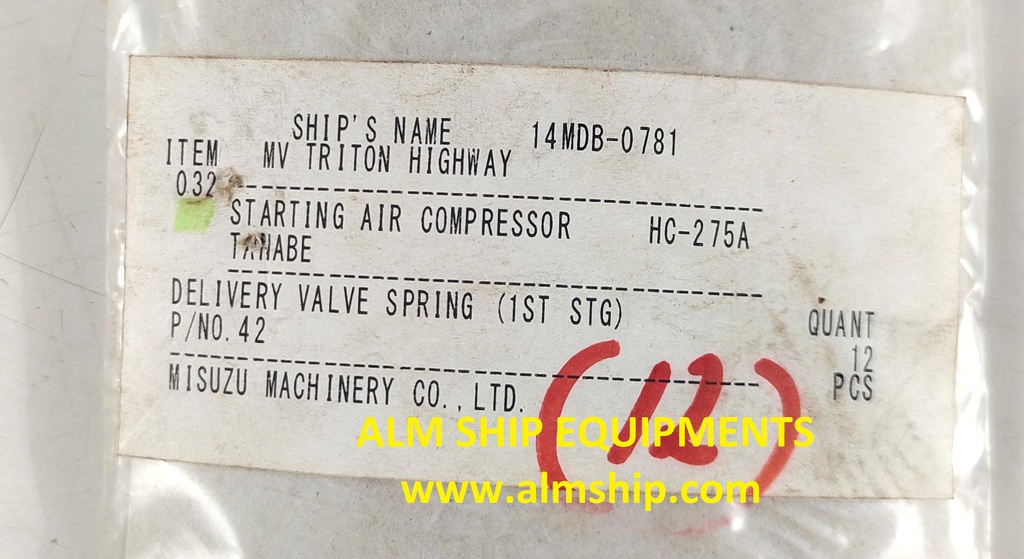 SHIP'S NAME 14MDB-0781
ITEM MV TRITON HIGHWAY
032
STARTING AIR COMPRESSOR HC-275A
TANABE
DELIVERY VALVE SPRING (1ST STG) QUANT
P/NO.42 12
MISUZU MACHINERY CO.,LTD. PCS
(12)
ALM SHIP EQUIPMENTS
www.almship.com